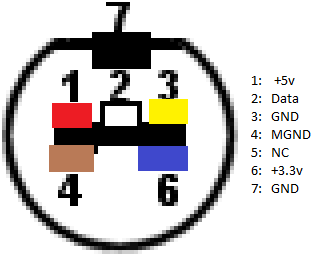 7
1 2 3
4 6
1: +5v
2: Data
3: GND
4: MGND
5: NC
6: +3.3v
7: GND